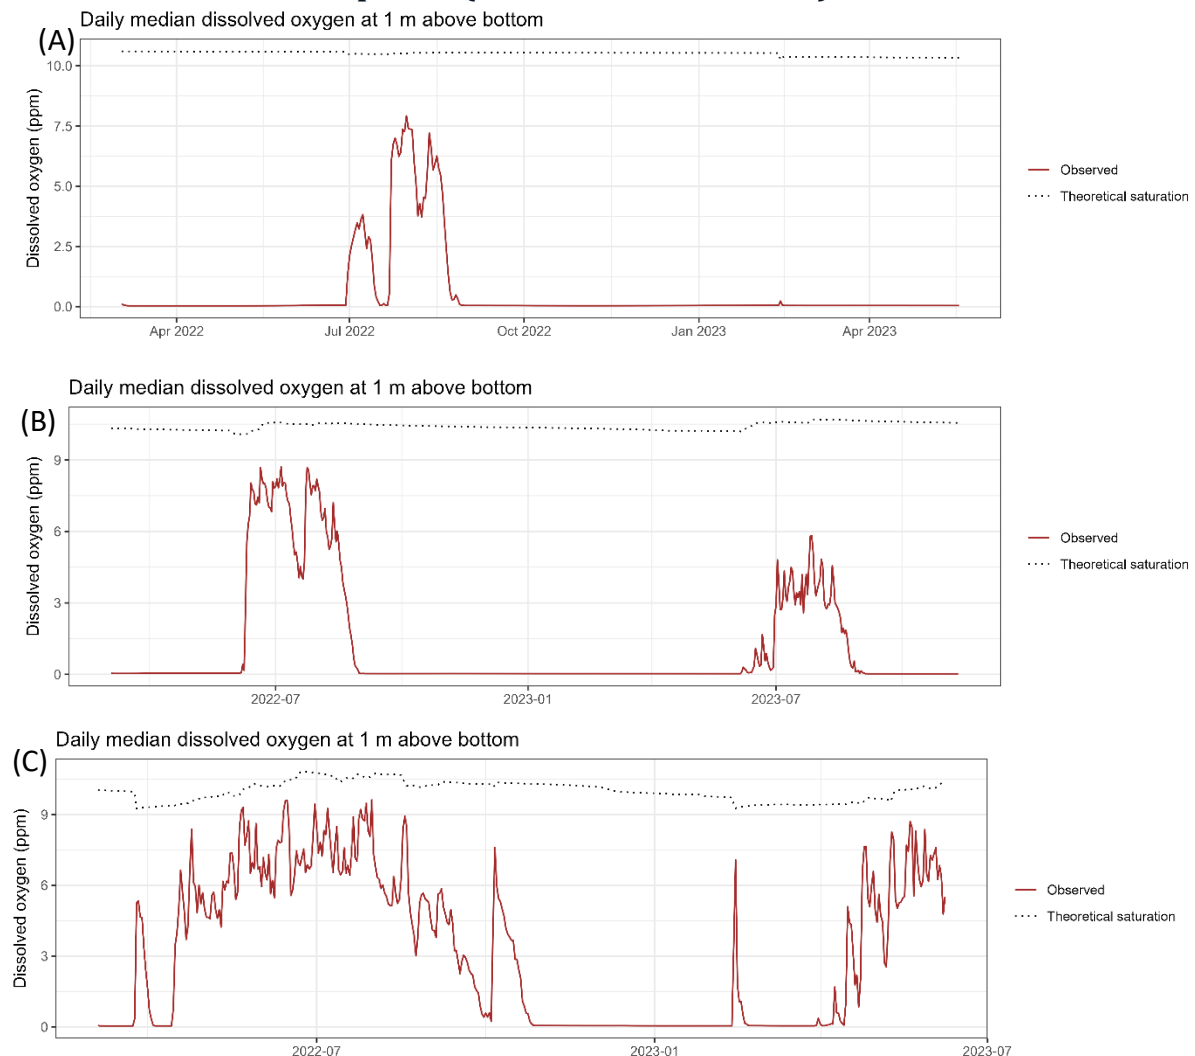 Daily median dissolved oxygen at 1 m above bottom
(A)
10.0
7.5
5.0
2.5
0.0
Dissolved oxygen (ppm)
Apr 2022 Jul 2022 Oct 2022 Jan 2023 Apr 2023
Observed
Theoretical saturation
Daily median dissolved oxygen at 1 m above bottom
(B)
9
6
3
0
Dissolved oxygen (ppm)
2022-07 2023-01 2023-07
Observed
Theoretical saturation
Daily median dissolved oxygen at 1 m above bottom
(C)
9
6
3
0
Dissolved oxygen (ppm)
2022-07 2023-01 2023-07
Observed
Theoretical saturation